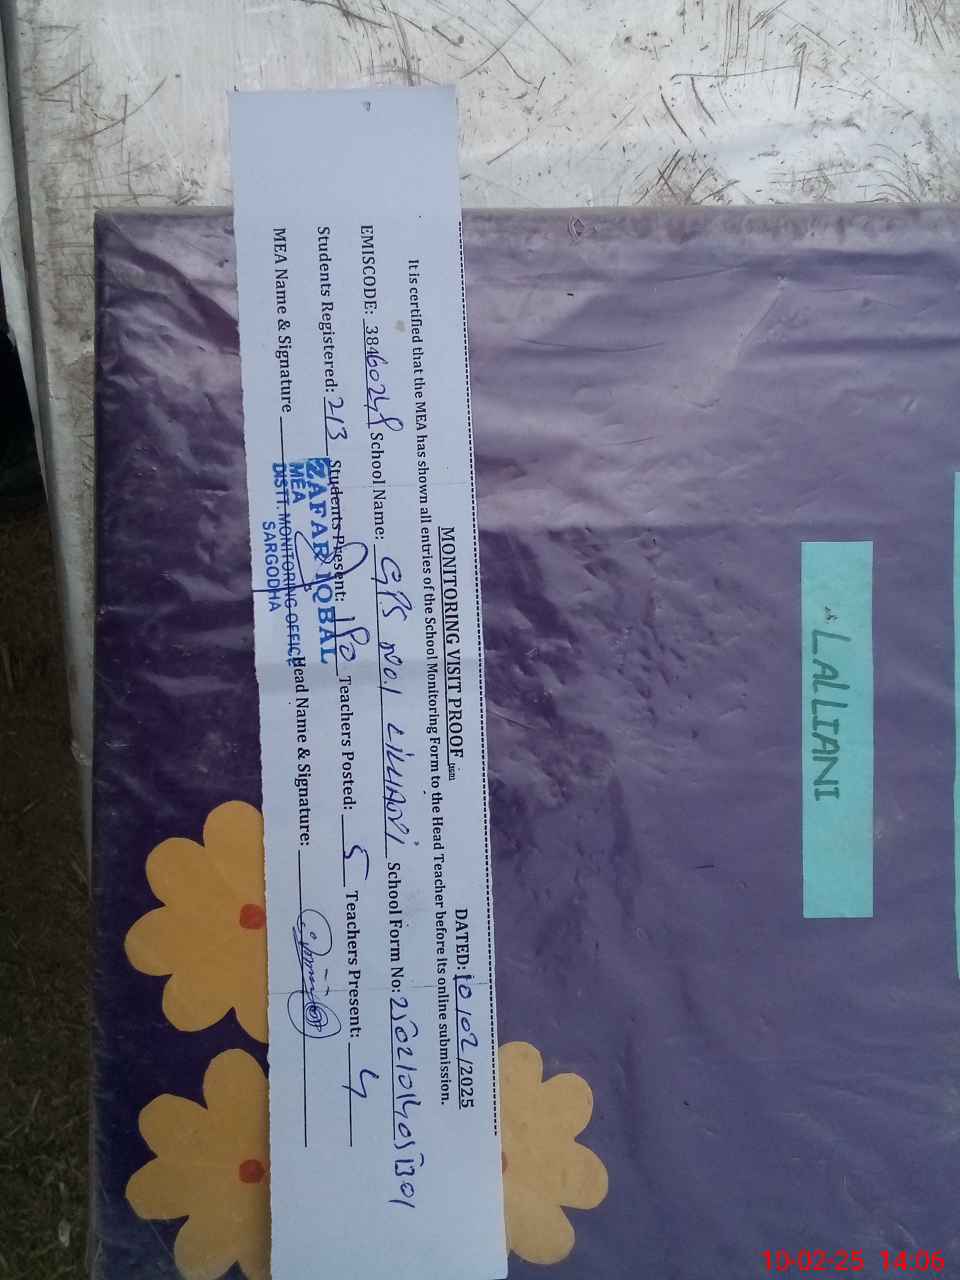 MONITORING VISIT PROOF
DATED: 10/02/2025
It is certified that the MEA has shown all entries of the School Monitoring Form to the Head Teacher before its online submission.
EMISCODE: 38460248 School Name: GPS No.1 LILLIANI School Form No:
Students Registered: 213 Students Present: 180 Teachers Posted: 5 Teachers Present: 4
MEA Name & Signature Head Name & Signature:
ZAFAR IQBAL
MEA
DISTT. MONITORING OFFICE
SARGODHA
LALLIANI
10-02-25 14:06